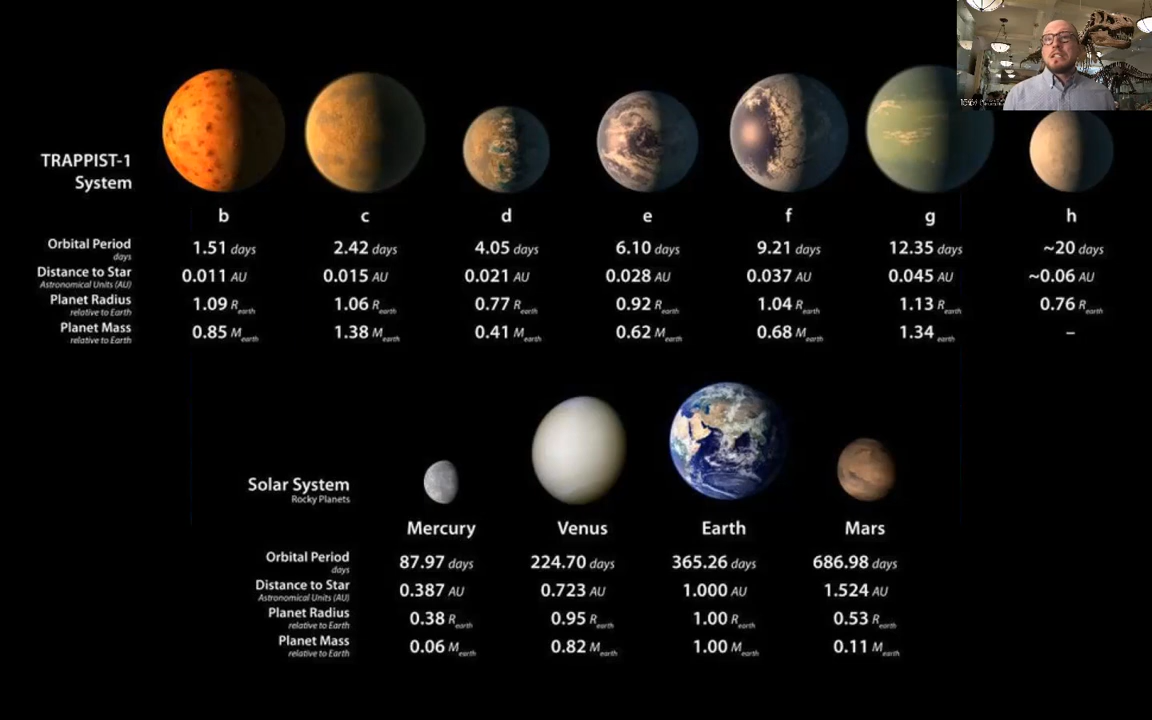 TRAPPIST-1
System
b c d e f g h
Orbital Period 1.51 days 2.42 days 4.05 days 6.10 days 9.21 days 12.35 days ~20 days
days
Distance to Star 0.011 AU 0.015 AU 0.021 AU 0.028 AU 0.037 AU 0.045 AU ~0.06 AU
Astronomical Units (AU)
Planet Radius 1.09 Rearth 1.06 Rearth 0.77 Rearth 0.92 Rearth 1.04 Rearth 1.13 Rearth 0.76 Rearth
relative to Earth
Planet Mass 0.85 Mearth 1.38 Mearth 0.41 Mearth 0.62 Mearth 0.68 Mearth 1.34 earth –
relative to Earth
Solar System
Rocky Planets
Mercury Venus Earth Mars
Orbital Period 87.97 days 224.70 days 365.26 days 686.98 days
days
Distance to Star 0.387 AU 0.723 AU 1.000 AU 1.524 AU
Astronomical Units (AU)
Planet Radius 0.38 Rearth 0.95 Rearth 1.00 Rearth 0.53 Rearth
relative to Earth
Planet Mass 0.06 Mearth 0.82 Mearth 1.00 Mearth 0.11 Mearth
relative to Earth